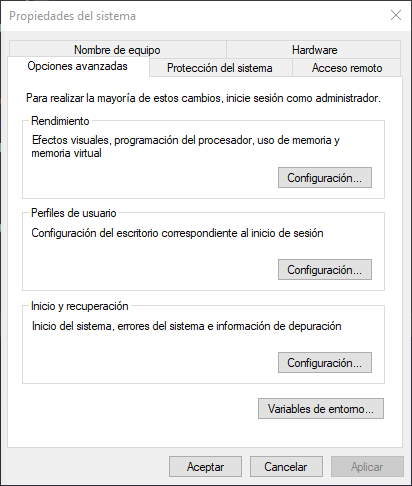 Propiedades del sistema
Nombre de equipo
Hardware
Opciones avanzadas
Protección del sistema
Acceso remoto
Para realizar la mayoría de estos cambios, inicie sesión como administrador.
Rendimiento
Efectos visuales, programación del procesador, uso de memoria y
memoria virtual
Configuración...
Perfiles de usuario
Configuración del escritorio correspondiente al inicio de sesión
Configuración...
Inicio y recuperación
Inicio del sistema, errores del sistema e información de depuración
Configuración...
Variables de entorno...
Aceptar
Cancelar
Aplicar